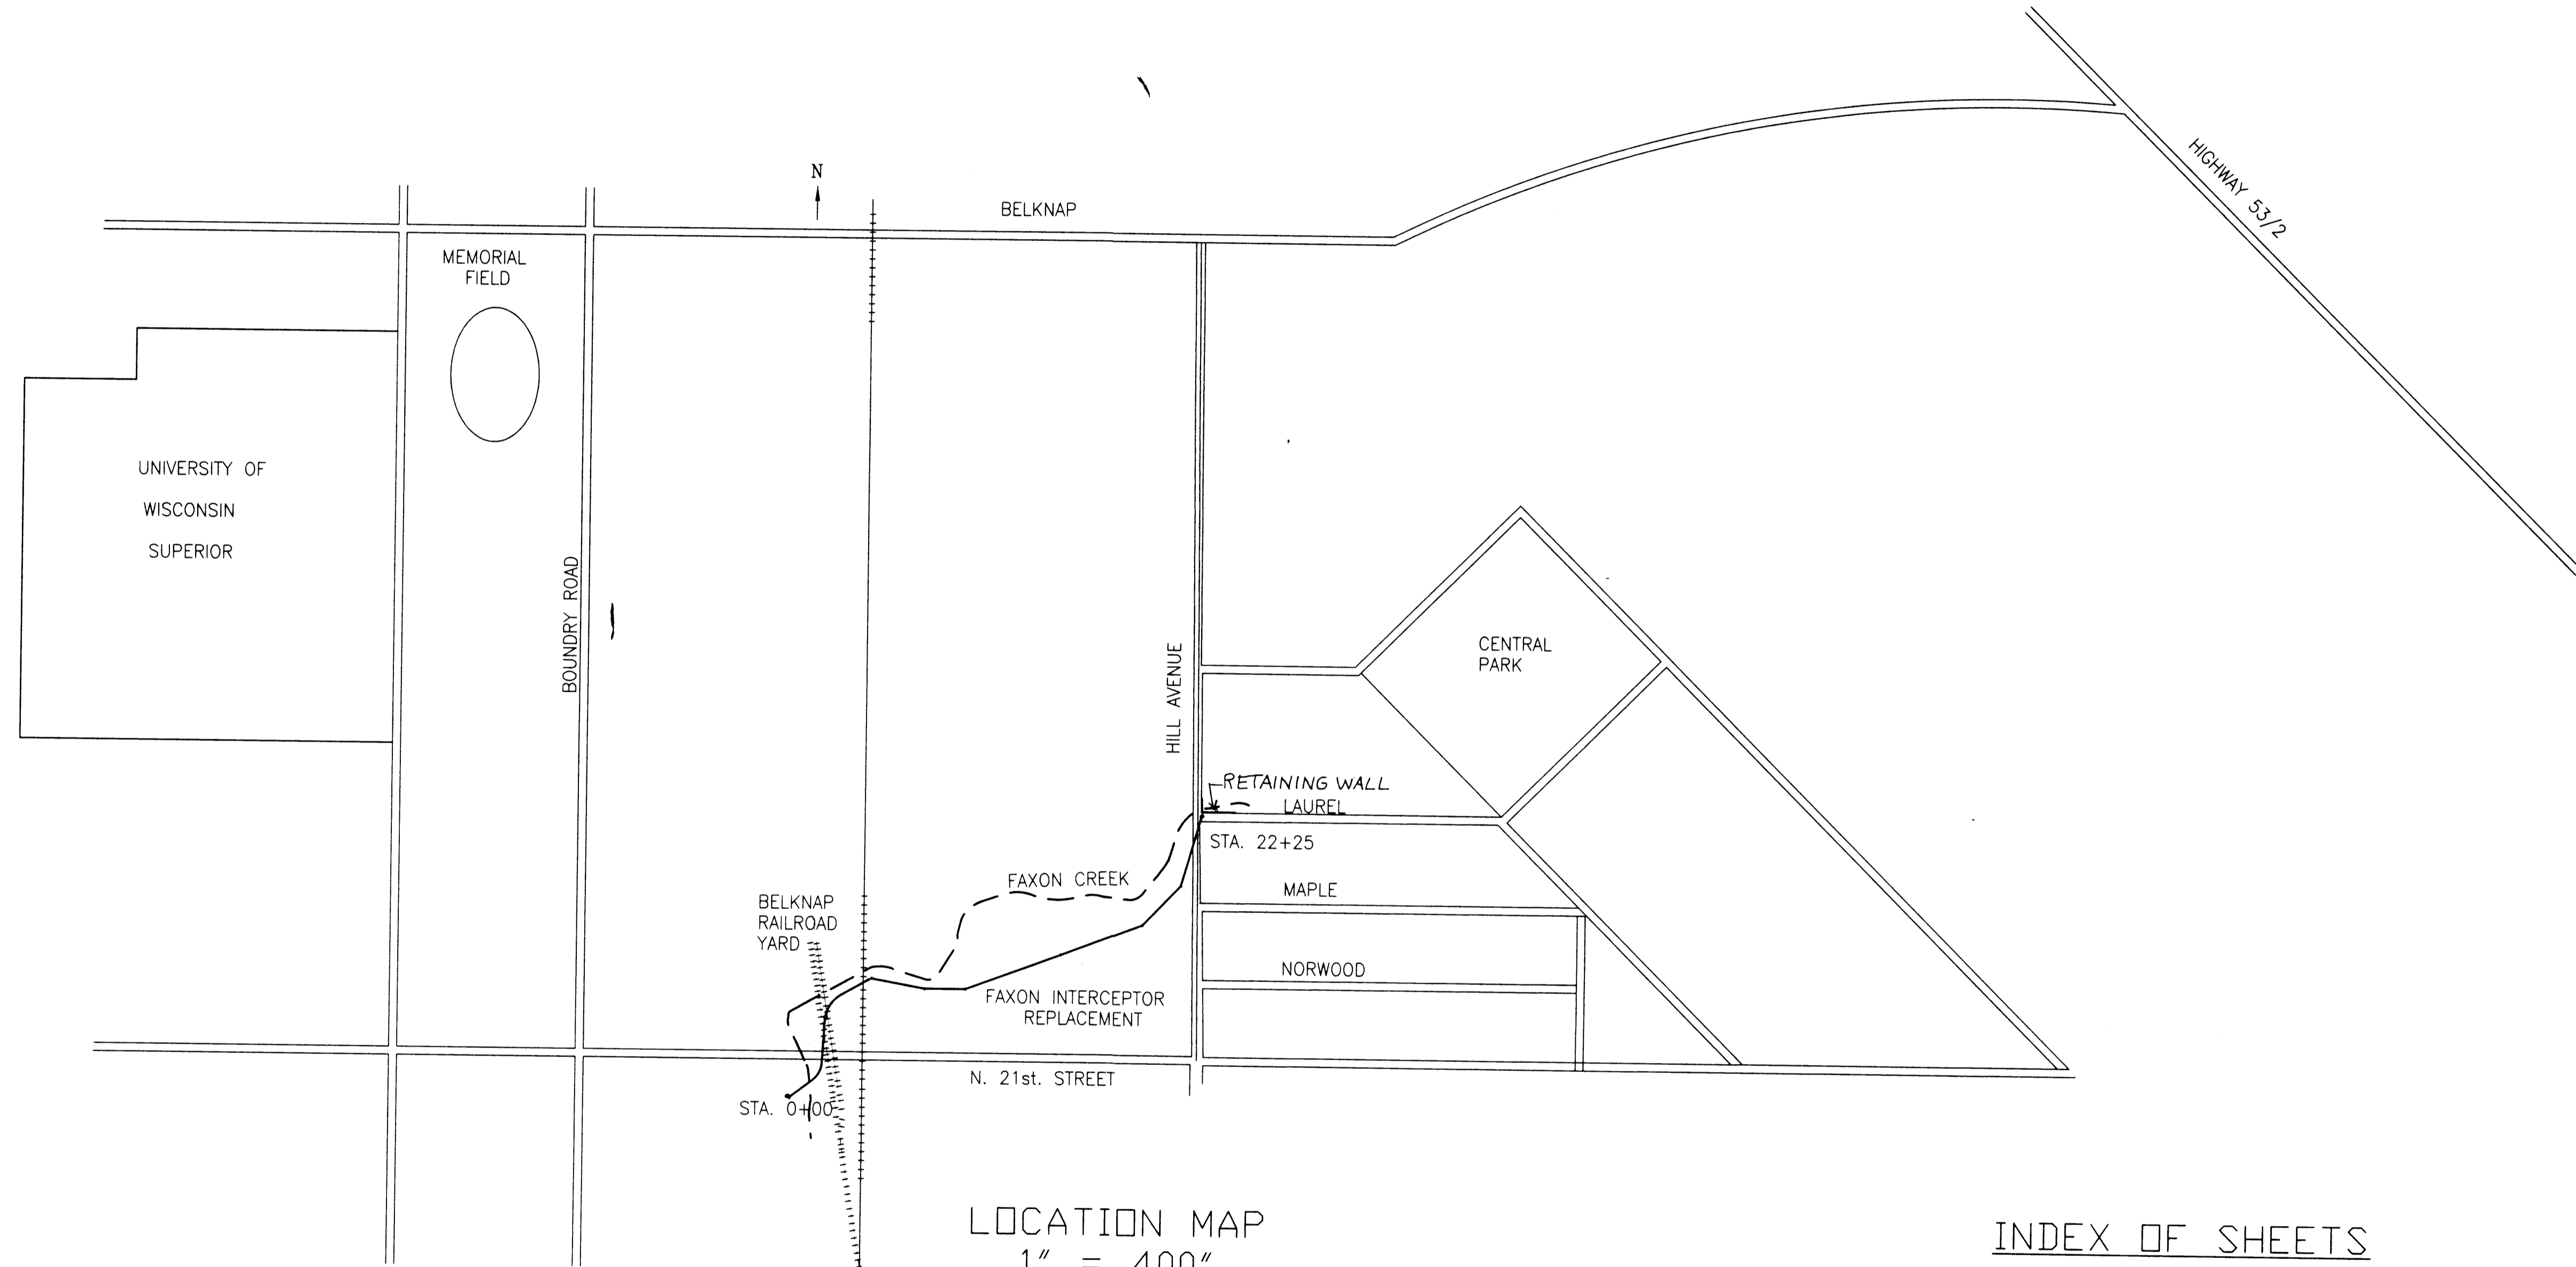 N
BELKNAP
HIGHWAY 53/2
MEMORIAL
FIELD
UNIVERSITY OF
WISCONSIN
SUPERIOR
BOUNDRY ROAD
HILL AVENUE
CENTRAL
PARK
RETAINING WALL
LAUREL
STA. 22+25
FAXON CREEK
MAPLE
BELKNAP
RAILROAD
YARD
NORWOOD
FAXON INTERCEPTOR
REPLACEMENT
N. 21st. STREET
STA. 0+00
LOCATION MAP
1" = 400"
INDEX OF SHEETS